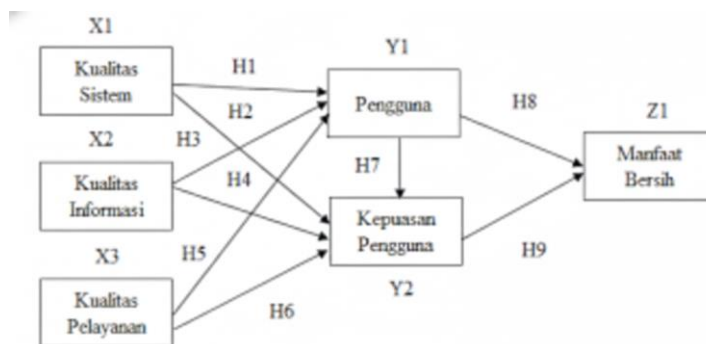 X1
Kualitas
Sistem
H1
Y1
Pengguna
H2
H8
Z1
Manfaat
Bersih
X2
H3
Kualitas
Informasi
H4
H7
Kepuasan
Pengguna
Y2
H9
X3
H5
Kualitas
Pelayanan
H6